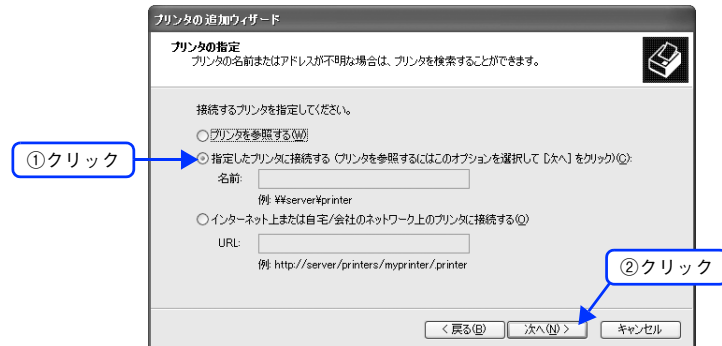 プリンタの追加ウィザード
プリンタの指定
プリンタの名前またはアドレスが不明な場合は、プリンタを検索することができます。
接続するプリンタを指定してください。
プリンタを参照する(W)
①クリック
指定したプリンタに接続する (プリンタを参照するにはこのオプションを選択して [次へ] をクリック)(C):
名前:
例: ¥¥server¥printer
インターネット上または自宅/会社のネットワーク上のプリンタに接続する(O)
URL:
例: http://server/printers/myprinter/.printer
②クリック
< 戻る(B)
次へ(N) >
キャンセル